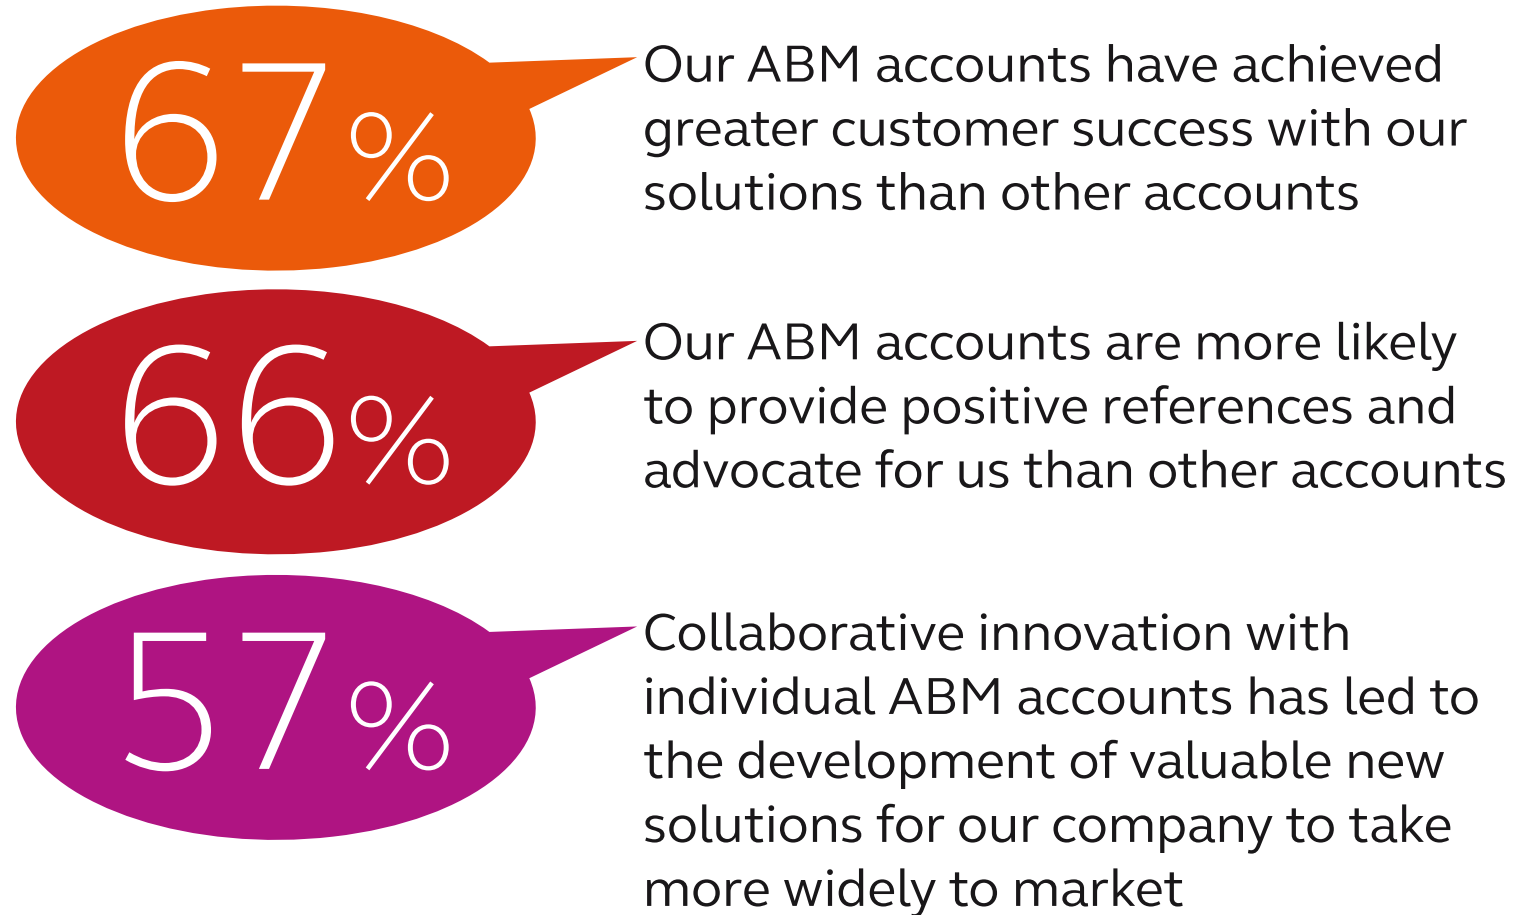 67%
Our ABM accounts have achieved
greater customer success with our
solutions than other accounts
66%
Our ABM accounts are more likely
to provide positive references and
advocate for us than other accounts
57%
Collaborative innovation with
individual ABM accounts has led to
the development of valuable new
solutions for our company to take
more widely to market